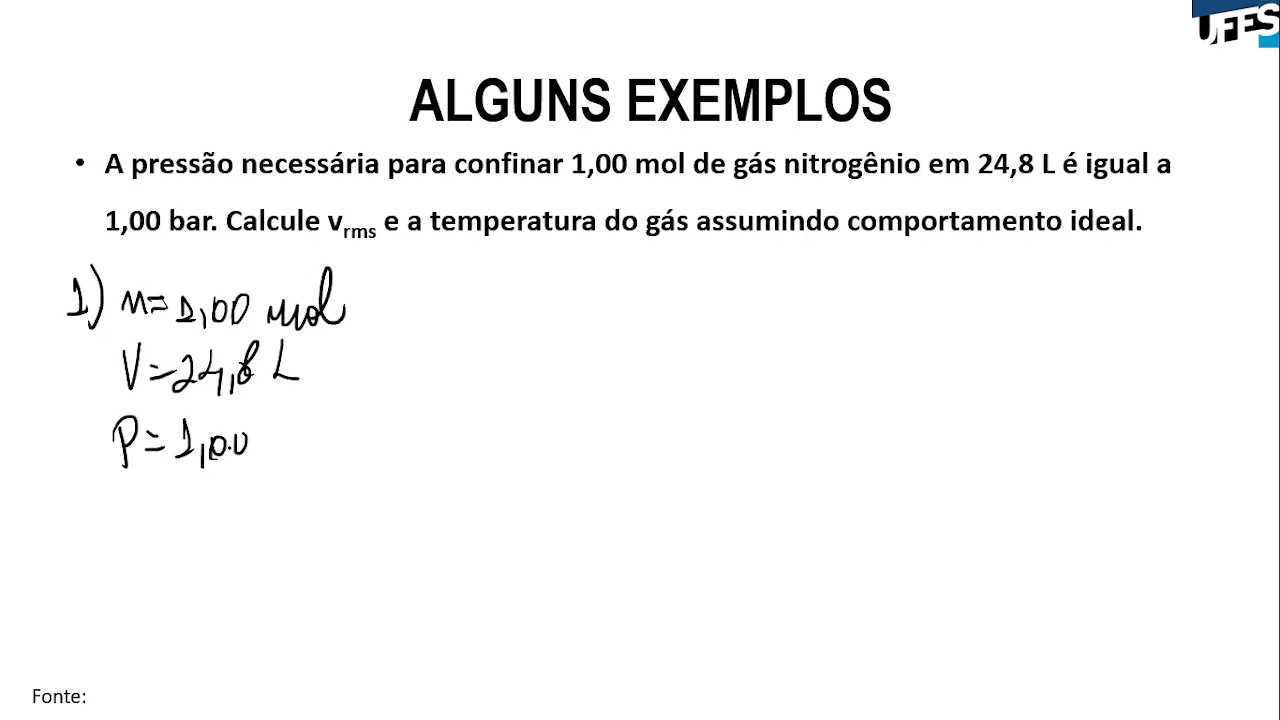 UFES
ALGUNS EXEMPLOS
• A pressão necessária para confinar 1,00 mol de gás nitrogênio em 24,8 L é igual a
1,00 bar. Calcule vrms e a temperatura do gás assumindo comportamento ideal.
1) n=1,00 mol
V=24,8 L
P=1,00
Fonte: